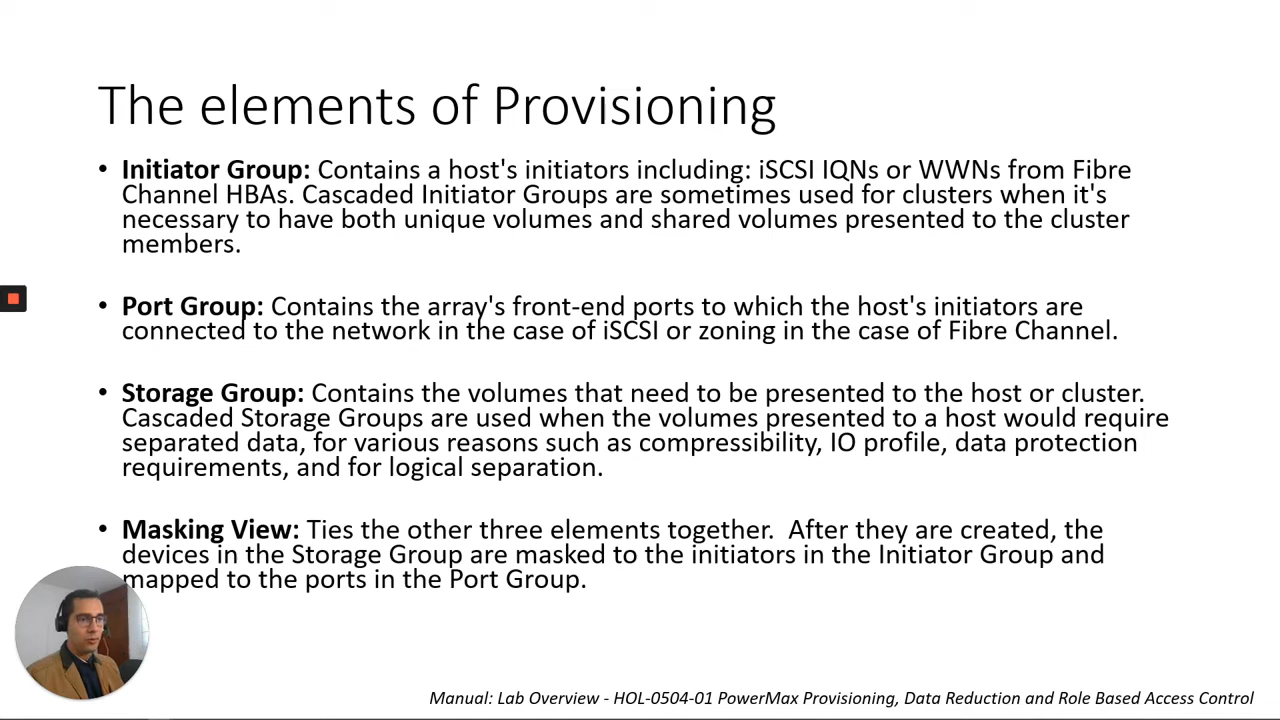 The elements of Provisioning
• Initiator Group: Contains a host's initiators including: iSCSI IQNs or WWNs from Fibre
Channel HBAs. Cascaded Initiator Groups are sometimes used for clusters when it's
necessary to have both unique volumes and shared volumes presented to the cluster
members.
• Port Group: Contains the array's front-end ports to which the host's initiators are
connected to the network in the case of iSCSI or zoning in the case of Fibre Channel.
• Storage Group: Contains the volumes that need to be presented to the host or cluster.
Cascaded Storage Groups are used when the volumes presented to a host would require
separated data, for various reasons such as compressibility, IO profile, data protection
requirements, and for logical separation.
• Masking View: Ties the other three elements together.  After they are created, the
devices in the Storage Group are masked to the initiators in the Initiator Group and
mapped to the ports in the Port Group.
Manual: Lab Overview - HOL-0504-01 PowerMax Provisioning, Data Reduction and Role Based Access Control